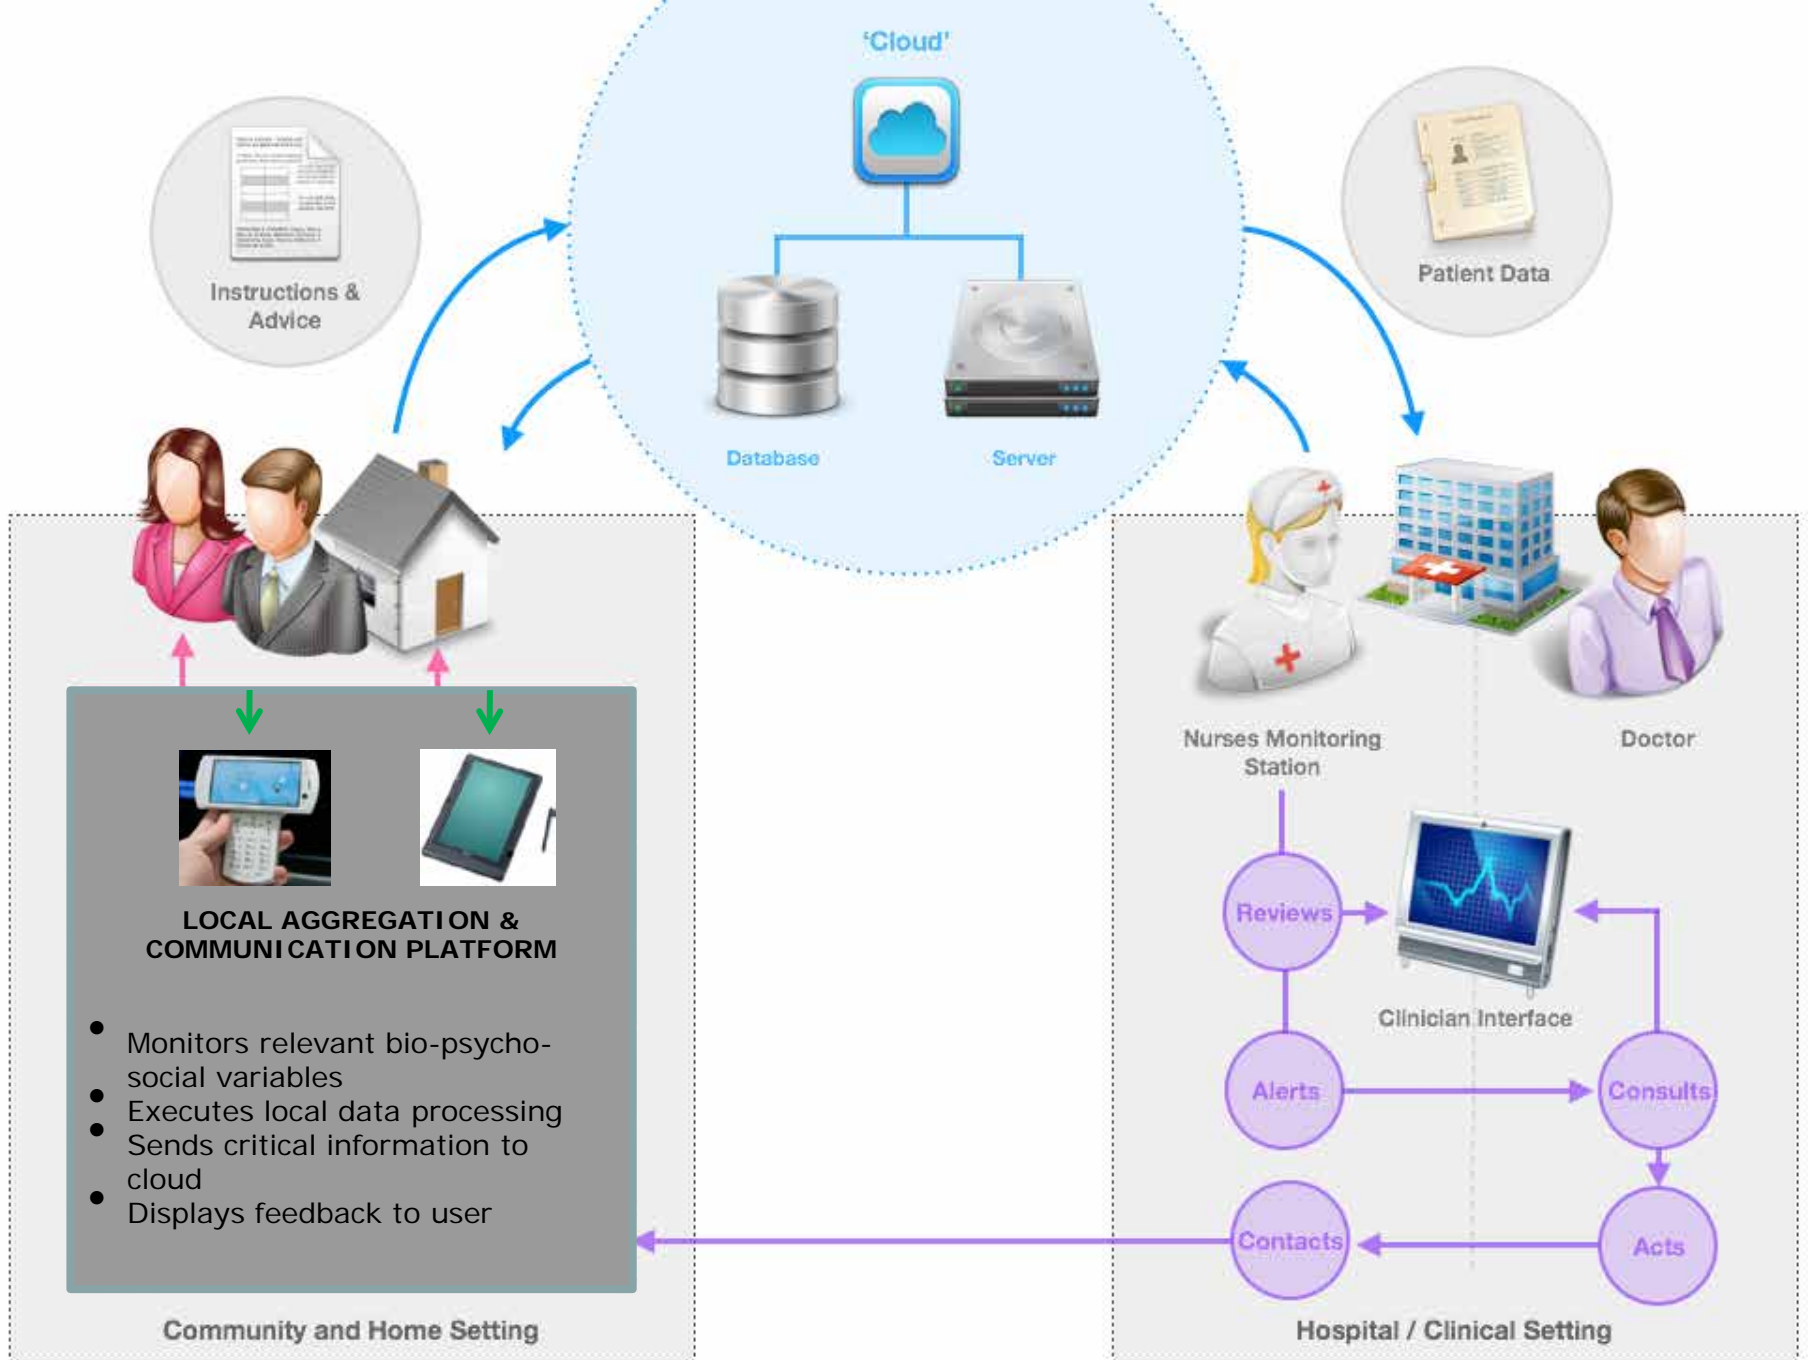 'Cloud'
Instructions &
Advice
Patient Data
Database
Server
Nurses Monitoring
Station
Doctor
LOCAL AGGREGATION &
COMMUNICATION PLATFORM
Reviews
Clinician Interface
• Monitors relevant bio-psycho-
social variables
• Executes local data processing
• Sends critical information to
cloud
• Displays feedback to user
Alerts
Consults
Contacts
Acts
Community and Home Setting
Hospital / Clinical Setting